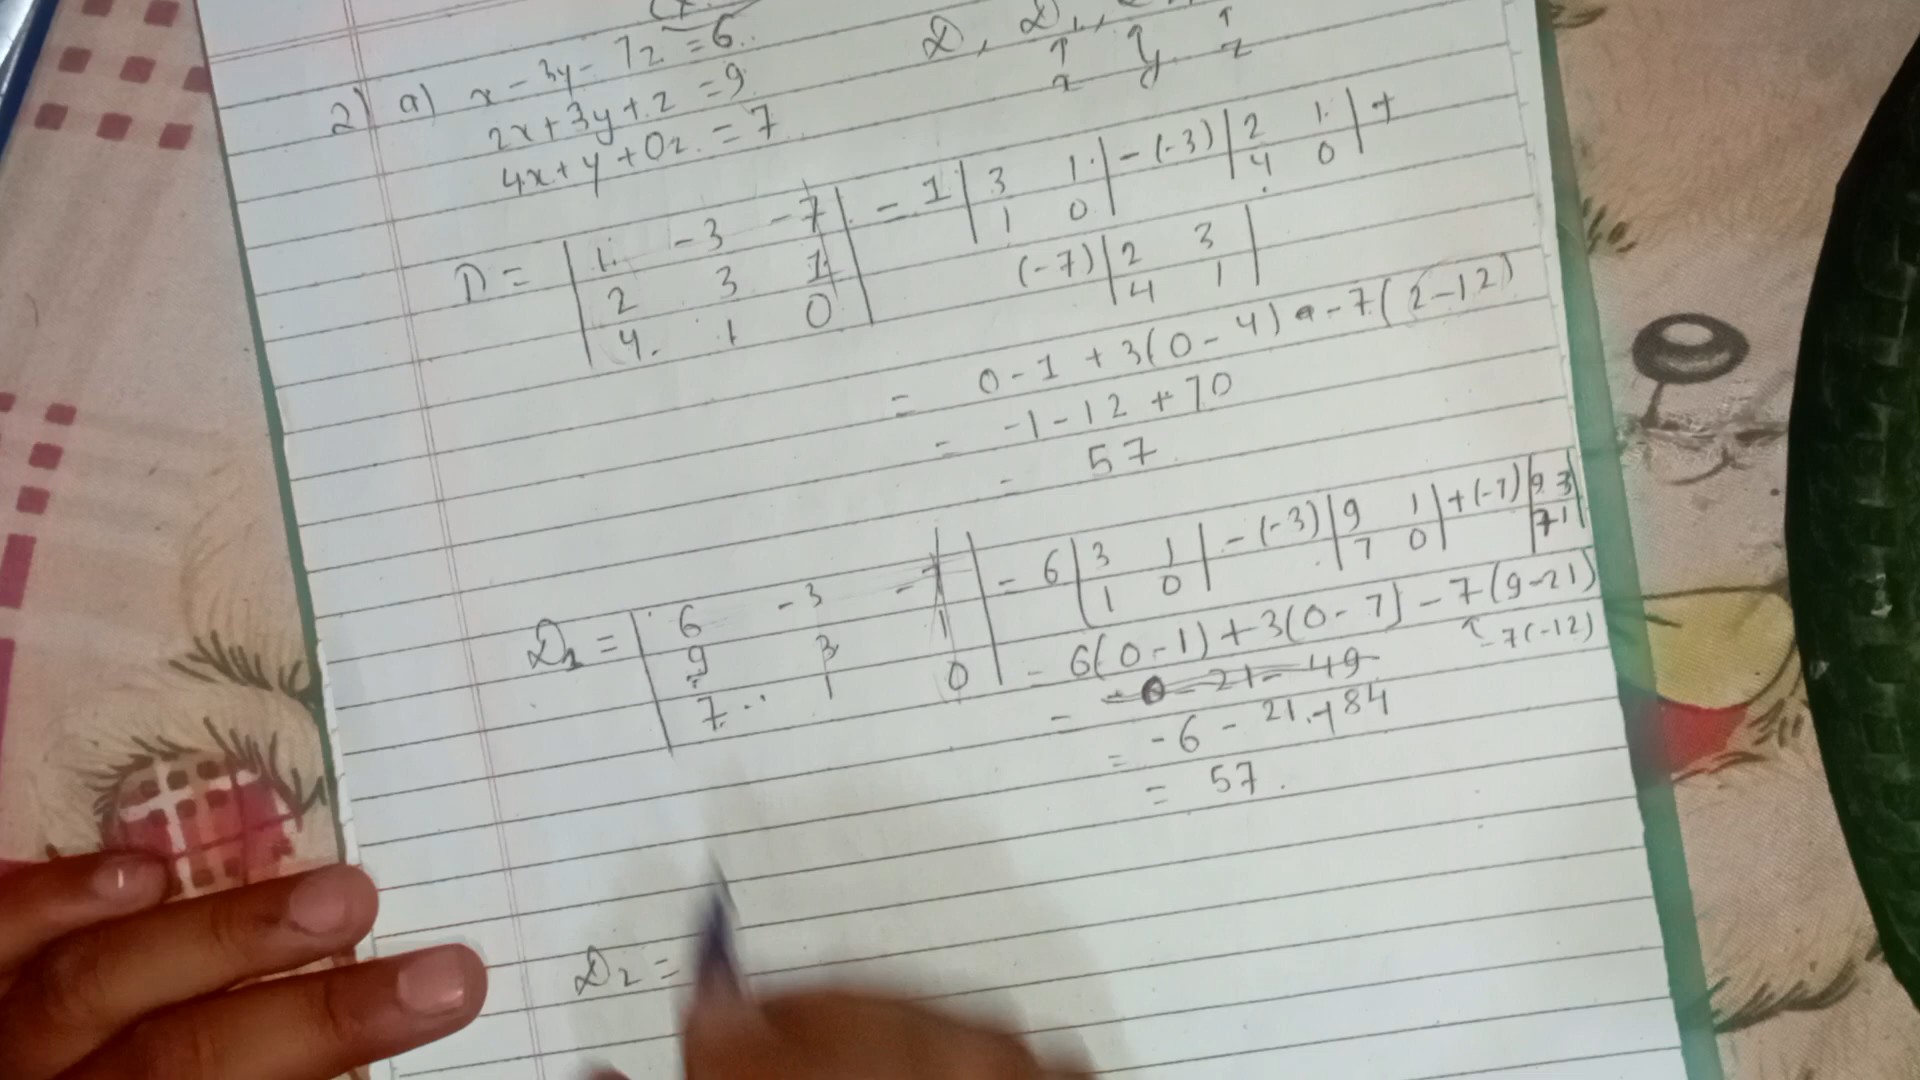 2) a) x - 3y - 7z = 6
2x + 3y + z = 9
4x + y + 0z = 7
D, D1,
↑ ↑ ↑
x y z
D = | 1 -3 -7 | = 1 | 3 1 | - (-3) | 2 1 | +
| 2 3 1 | | 1 0 | | 4 0 |
| 4 1 0 | (-7) | 2 3 |
| 4 1 |
= 0 - 1 + 3(0 - 4) - 7(2 - 12)
= -1 - 12 + 70
= 57
D1 = | 6 -3 -7 | = 6 | 3 1 | - (-3) | 9 1 | + (-7) | 9 3 |
| 9 3 1 | | 1 0 | | 7 0 | | 7 1 |
| 7 1 0 | = 6(0 - 1) + 3(0 - 7) - 7(9 - 21)
- 7(-12)
= - 21 - 49
= -6 - 21 + 84
= 57.
D2 =